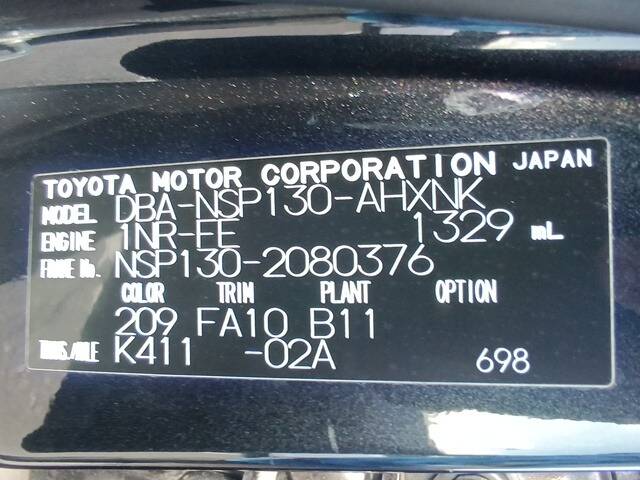 TOYOTA MOTOR CORPORATION JAPAN
MODEL DBA-NSP130-AHXNK
ENGINE 1NR-FE 1329 mL
FRAME No. NSP130-2080376
COLOR TRIM PLANT OPTION
209 FA10 B11
TRANS./AXLE K411 -02A 698